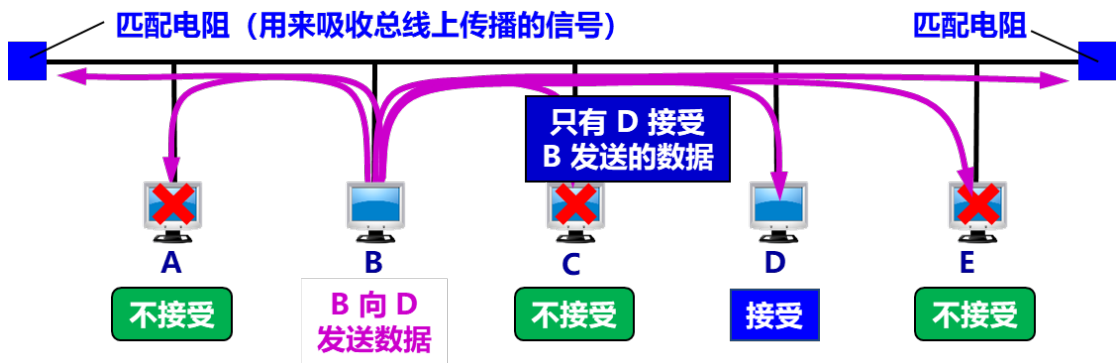 匹配电阻（用来吸收总线上传播的信号）
匹配电阻
只有 D 接受
B 发送的数据
A
B
C
D
E
不接受
B 向 D
发送数据
不接受
接受
不接受